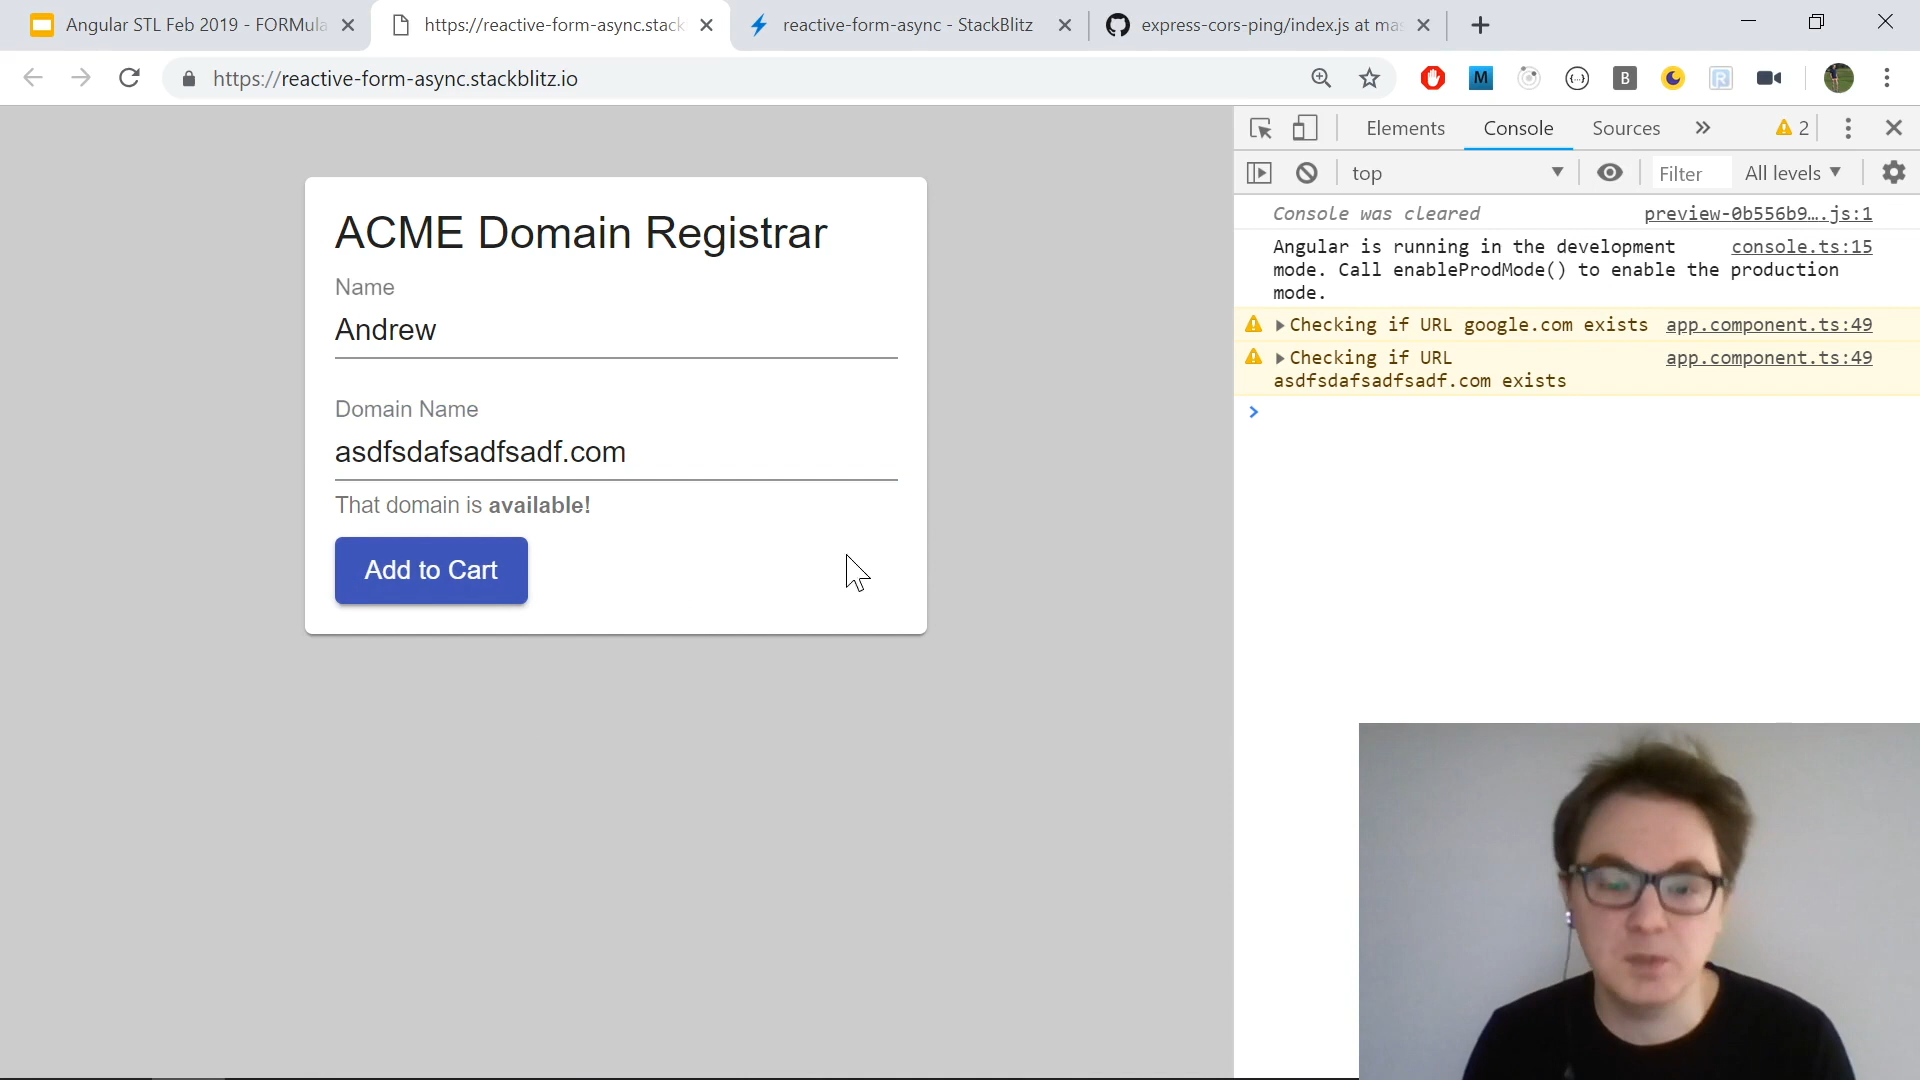 Angular STL Feb 2019 - FORMula
https://reactive-form-async.stack
reactive-form-async - StackBlitz
express-cors-ping/index.js at mas
https://reactive-form-async.stackblitz.io
M
B
R
Elements
Console
Sources
2
top
Filter
All levels
Console was cleared
preview-0b556b9….js:1
Angular is running in the development
console.ts:15
mode. Call enableProdMode() to enable the production
mode.
Checking if URL google.com exists
app.component.ts:49
Checking if URL
app.component.ts:49
asdfsdafsadfsadf.com exists
ACME Domain Registrar
Name
Andrew
Domain Name
asdfsdafsadfsadf.com
That domain is available!
Add to Cart